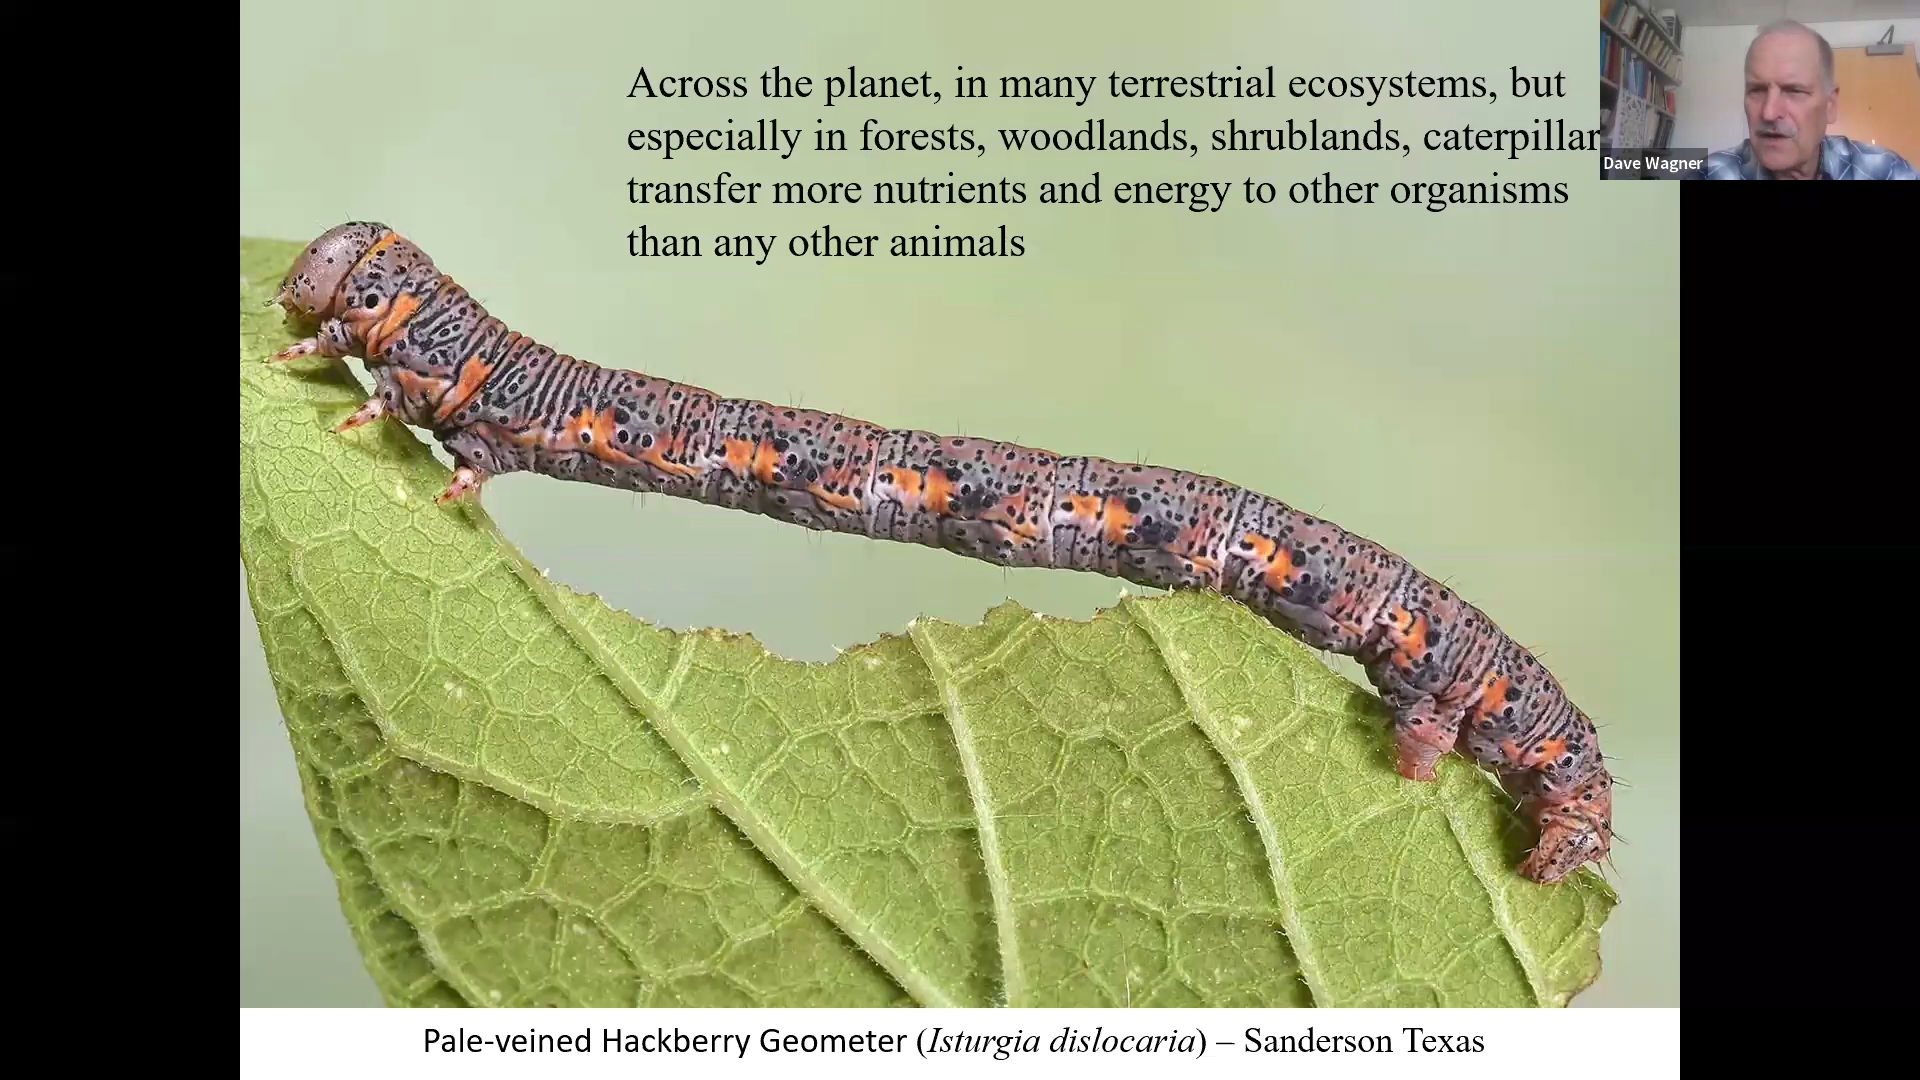 Across the planet, in many terrestrial ecosystems, but
especially in forests, woodlands, shrublands, caterpillar
transfer more nutrients and energy to other organisms
than any other animals
Dave Wagner
Pale-veined Hackberry Geometer (Isturgia dislocaria) – Sanderson Texas